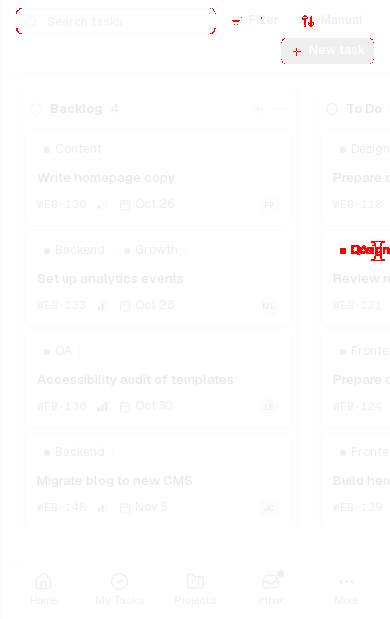 Search tasks
Filter
Manual
New task
Backlog 4
Content
Write homepage copy
WEB-130 Oct 26 PP
Backend Growth
Set up analytics events
WEB-133 Oct 28 ML
QA
Accessibility audit of templates
WEB-136 Oct 30 LP
Backend
Migrate blog to new CMS
WEB-148 Nov 5 JC
To Do
Design
Prepare
WEB-118
Review
WEB-121
Fronte
Prepare
WEB-124
Fronte
Build her
WEB-139
Home
My Tasks
Projects
Inbox
More